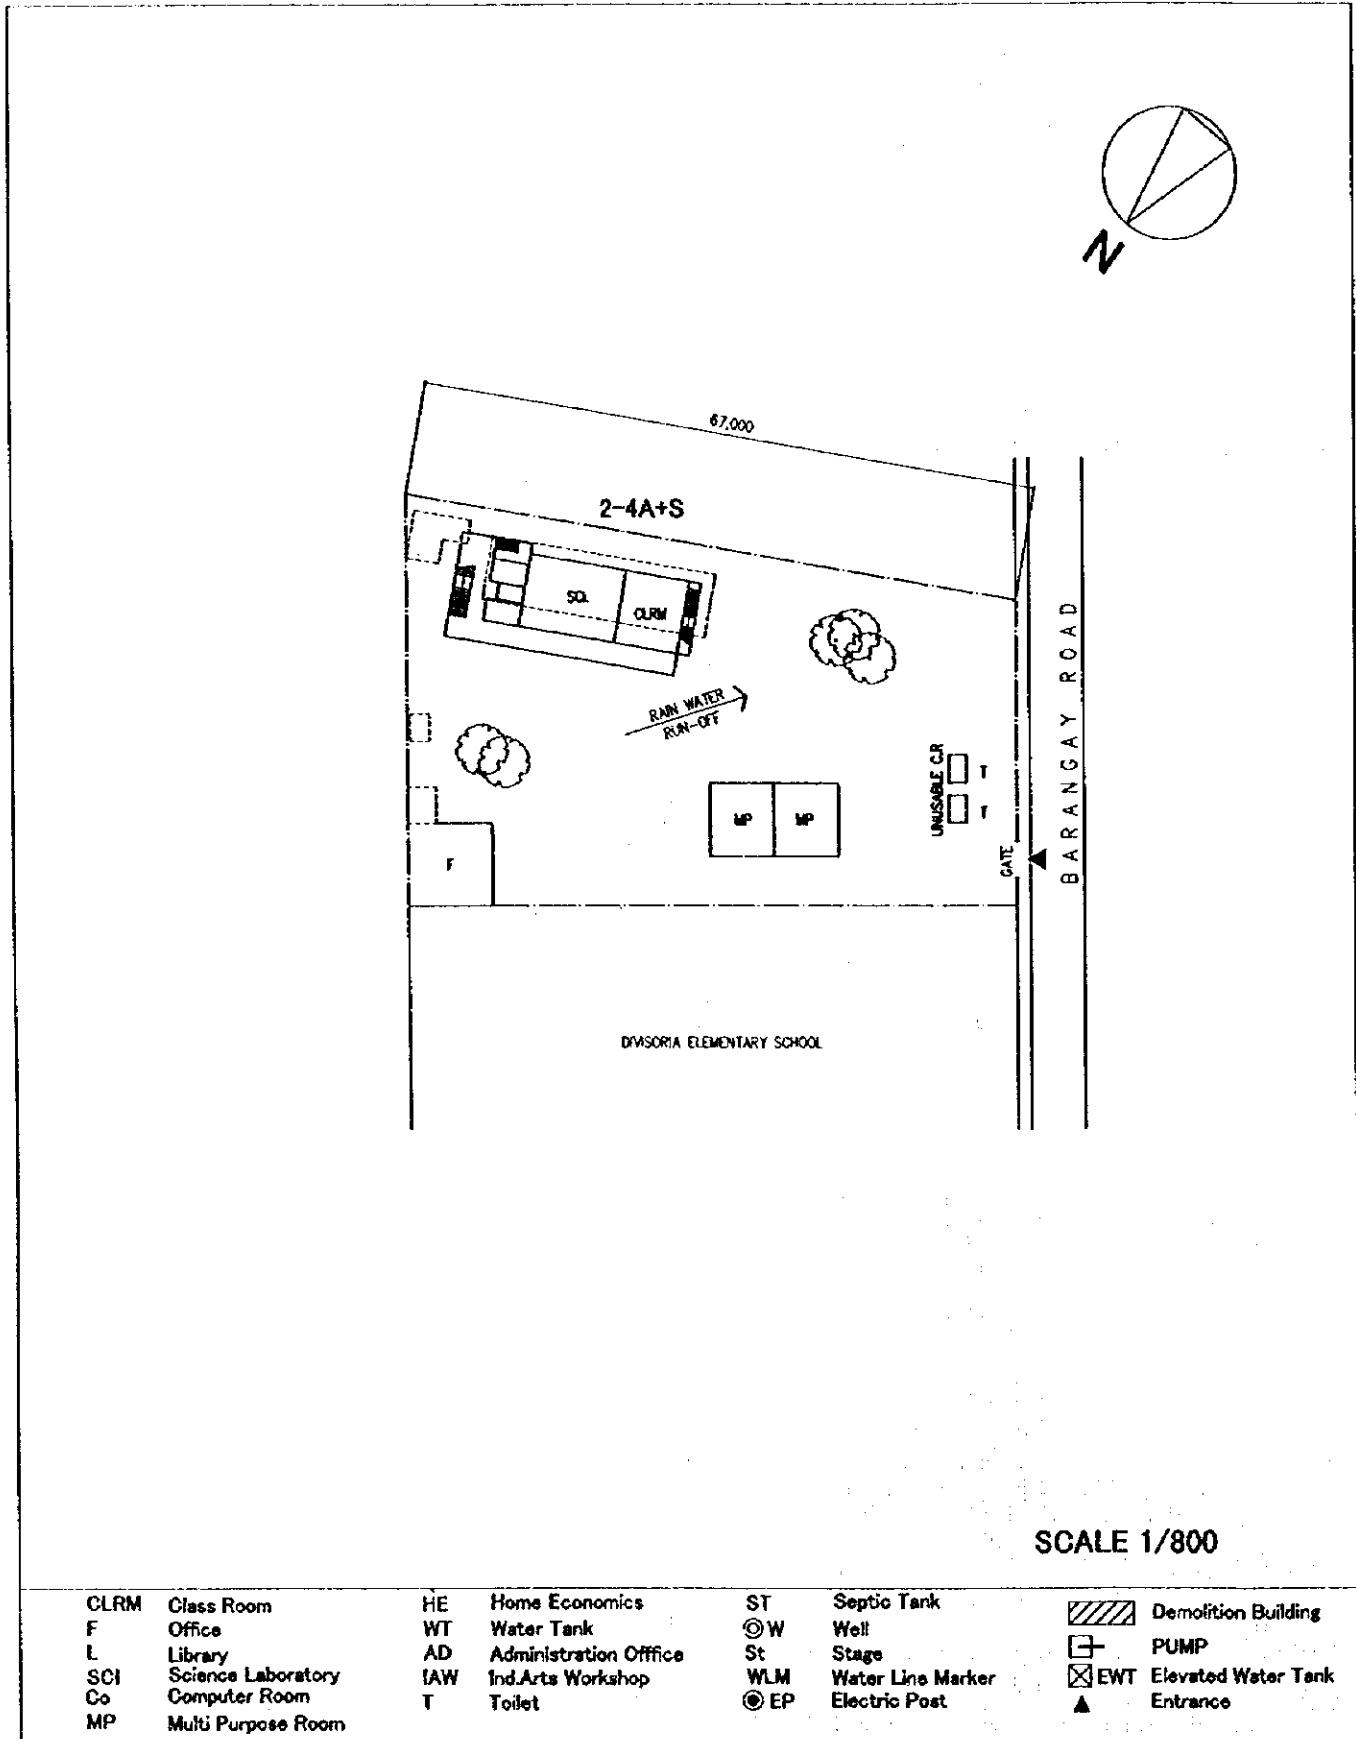 N
67,000
2-4A+S
SCI
CLRM
RAIN WATER
RUN-OFF
UNUSABLE C.R
T
T
MP
MP
F
GATE
BARANGAY ROAD
DIVISORIA ELEMENTARY SCHOOL
SCALE 1/800
CLRM Class Room
F Office
L Library
SCI Science Laboratory
Co Computer Room
MP Multi Purpose Room
HE Home Economics
WT Water Tank
AD Administration Offfice
IAW Ind.Arts Workshop
T Toilet
ST Septic Tank
W Well
St Stage
WLM Water Line Marker
EP Electric Post
Demolition Building
PUMP
EWT Elevated Water Tank
Entrance